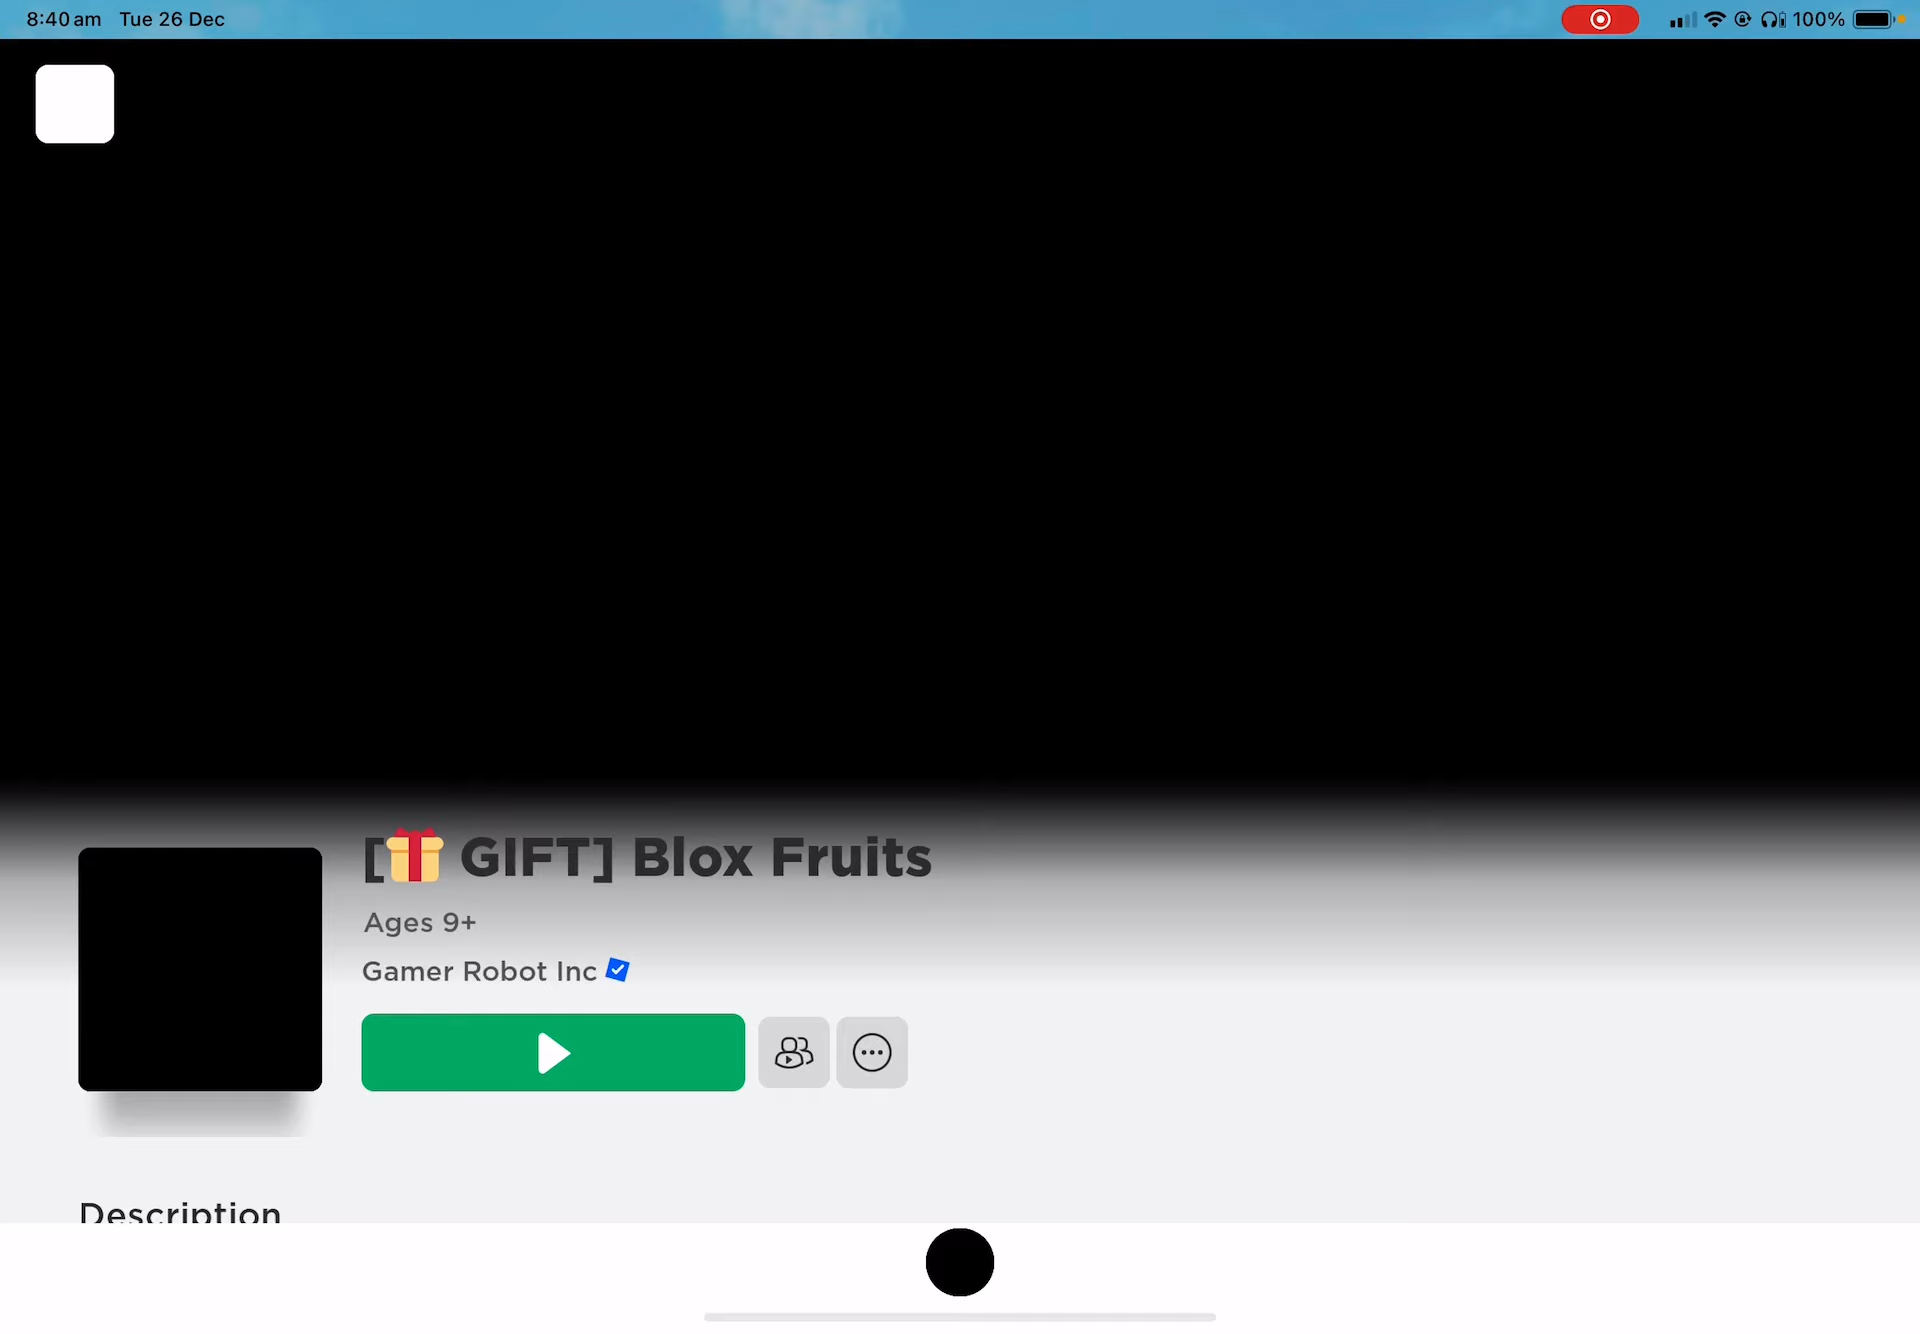 8:40 am Tue 26 Dec
100%
[🎁 GIFT] Blox Fruits
Ages 9+
Gamer Robot Inc
Description